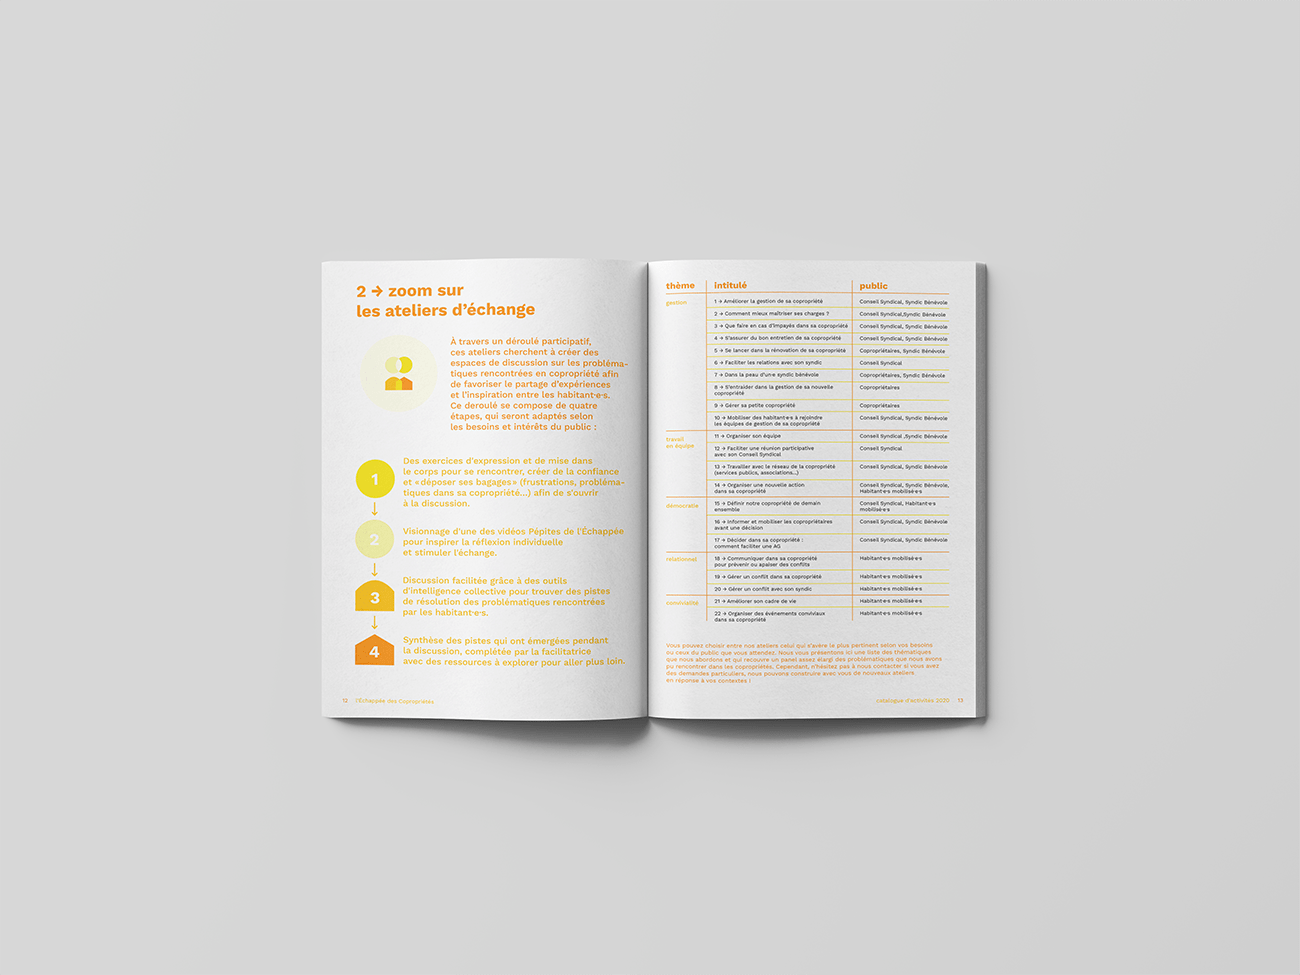 2 → zoom sur
les ateliers d'échange
À travers un déroulé participatif,
ces ateliers cherchent à créer des
espaces de discussion sur les probléma-
tiques rencontrées en copropriété afin
de favoriser le partage d'expériences
et l'inspiration entre les habitant·e·s.
Ce deroulé se compose de quatre
étapes, qui seront adaptés selon
les besoins et intérêts du public :
1
Des exercices d'expression et de mise dans
le corps pour se rencontrer, créer de la confiance
et « déposer ses bagages » (frustrations, probléma-
tiques dans sa copropriété...) afin de s'ouvrir
à la discussion.
2
Visionnage d'une des vidéos Pépites de l'Échappée
pour inspirer la réflexion individuelle
et stimuler l'échange.
3
Discussion facilitée grâce à des outils
d'intelligence collective pour trouver des pistes
de résolution des problématiques rencontrées
par les habitant·e·s.
4
Synthèse des pistes qui ont émergées pendant
la discussion, complétée par la facilitatrice
avec des ressources à explorer pour aller plus loin.
12 l'Échappée des Copropriétés
thème intitulé public
gestion 1 → Améliorer la gestion de sa copropriété Conseil Syndical, Syndic Bénévole
2 → Comment mieux maîtriser ses charges ? Conseil Syndical,Syndic Bénévole
3 → Que faire en cas d'impayés dans sa copropriété Conseil Syndical, Syndic Bénévole
4 → S'assurer du bon entretien de sa copropriété Conseil Syndical, Syndic Bénévole
5 → Se lancer dans la rénovation de sa copropriété Copropriétaires, Syndic Bénévole
6 → Faciliter les relations avec son syndic Conseil Syndical
7 → Dans la peau d'une syndic bénévole Copropriétaires, Syndic Bénévole
8 → S'entraider dans la gestion de sa nouvelle Copropriétaires
copropriété
9 → Gérer sa petite copropriété Copropriétaires
10 → Mobiliser des habitant·e·s à rejoindre Conseil Syndical, Syndic Bénévole
les équipes de gestion de sa copropriété
travail 11 → Organiser son équipe Conseil Syndical ,Syndic Bénévole
en équipe
12 → Faciliter une réunion participative Conseil Syndical
avec son Conseil Syndical
13 → Travailler avec le réseau de la copropriété Conseil Syndical, Syndic Bénévole
(services publics, associations...)
14 → Organiser une nouvelle action Conseil Syndical, Syndic Bénévole,
dans sa copropriété Habitant·e·s mobilisé·e·s
démocratie 15 → Définir notre copropriété de demain Conseil Syndical, Habitant·e·s
ensemble mobilisé·e·s
16 → Informer et mobiliser les copropriétaires Conseil Syndical, Syndic Bénévole
avant une décision
17 → Décider dans sa copropriété : Conseil Syndical, Syndic Bénévole
comment faciliter une AG
relationnel 18 → Communiquer dans sa copropriété Habitant·e·s mobilisé·e·s
pour prévenir ou apaiser des conflits
19 → Gérer un conflit dans sa copropriété Habitant·e·s mobilisé·e·s
20 → Gérer un conflit avec son syndic Habitant·e·s mobilisé·e·s
convivialité 21 → Améliorer son cadre de vie Habitant·e·s mobilisé·e·s
22 → Organiser des événements conviviaux Habitant·e·s mobilisé·e·s
dans sa copropriété
Vous pouvez choisir entre nos ateliers celui qui s'avère le plus pertinent selon vos besoins
ou ceux du public que vous attendez. Nous vous présentons ici une liste des thématiques
que nous abordons et qui recouvre un panel assez élargi des problématiques que nous avons
pu rencontrer dans les copropriétés. Cependant, n'hésitez pas à nous contacter si vous avez
des demandes particuliers, nous pouvons construire avec vous de nouveaux ateliers
en réponse à vos contextes !
catalogue d'activités 2020 13